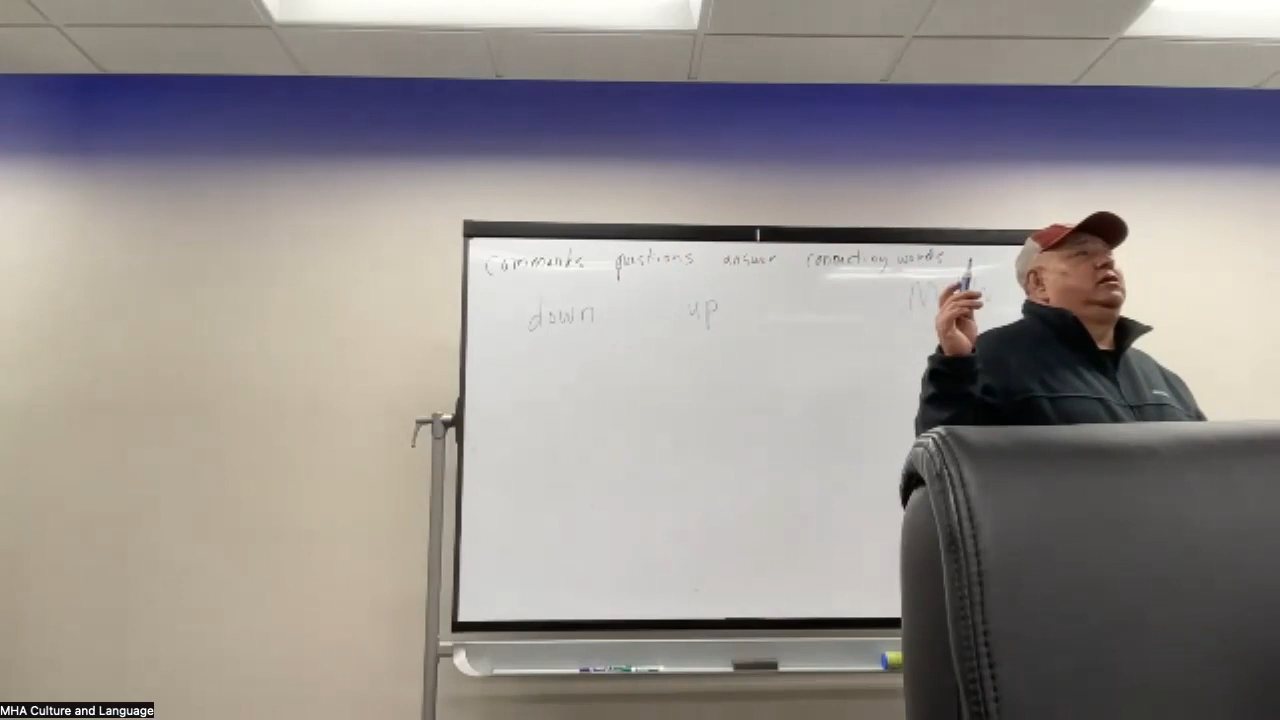 commands questions answer connecting words
down up
MHA Culture and Language